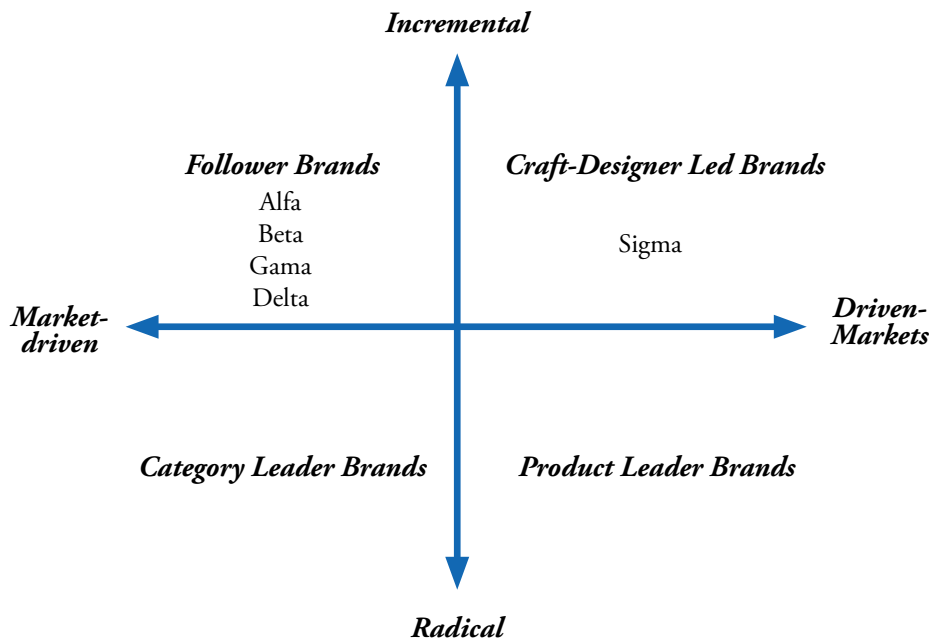 Incremental
Follower Brands
Alfa
Beta
Gama
Delta
Craft-Designer Led Brands
Sigma
Market-
driven
Driven-
Markets
Category Leader Brands
Product Leader Brands
Radical